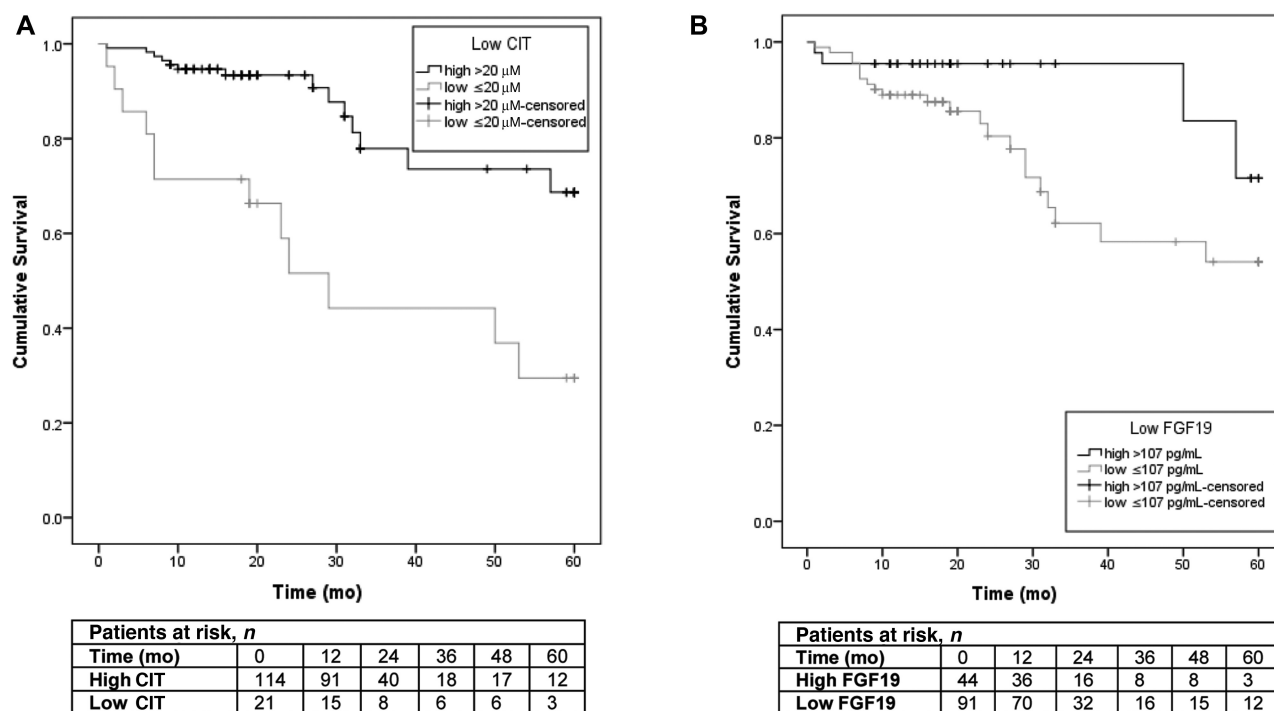 A
Low CIT
high >20 µM
low ≤20 µM
high >20 µM-censored
low ≤20 µM-censored
1.0
0.8
0.6
0.4
0.2
0.0
Cumulative Survival
0 10 20 30 40 50 60
Time (mo)
Patients at risk, n
Time (mo) 0 12 24 36 48 60
High CIT 114 91 40 18 17 12
Low CIT 21 15 8 6 6 3
B
1.0
0.8
0.6
0.4
0.2
0.0
Cumulative Survival
Low FGF19
high >107 pg/mL
low ≤107 pg/mL
high >107 pg/mL-censored
low ≤107 pg/mL-censored
0 10 20 30 40 50 60
Time (mo)
Patients at risk, n
Time (mo) 0 12 24 36 48 60
High FGF19 44 36 16 8 8 3
Low FGF19 91 70 32 16 15 12